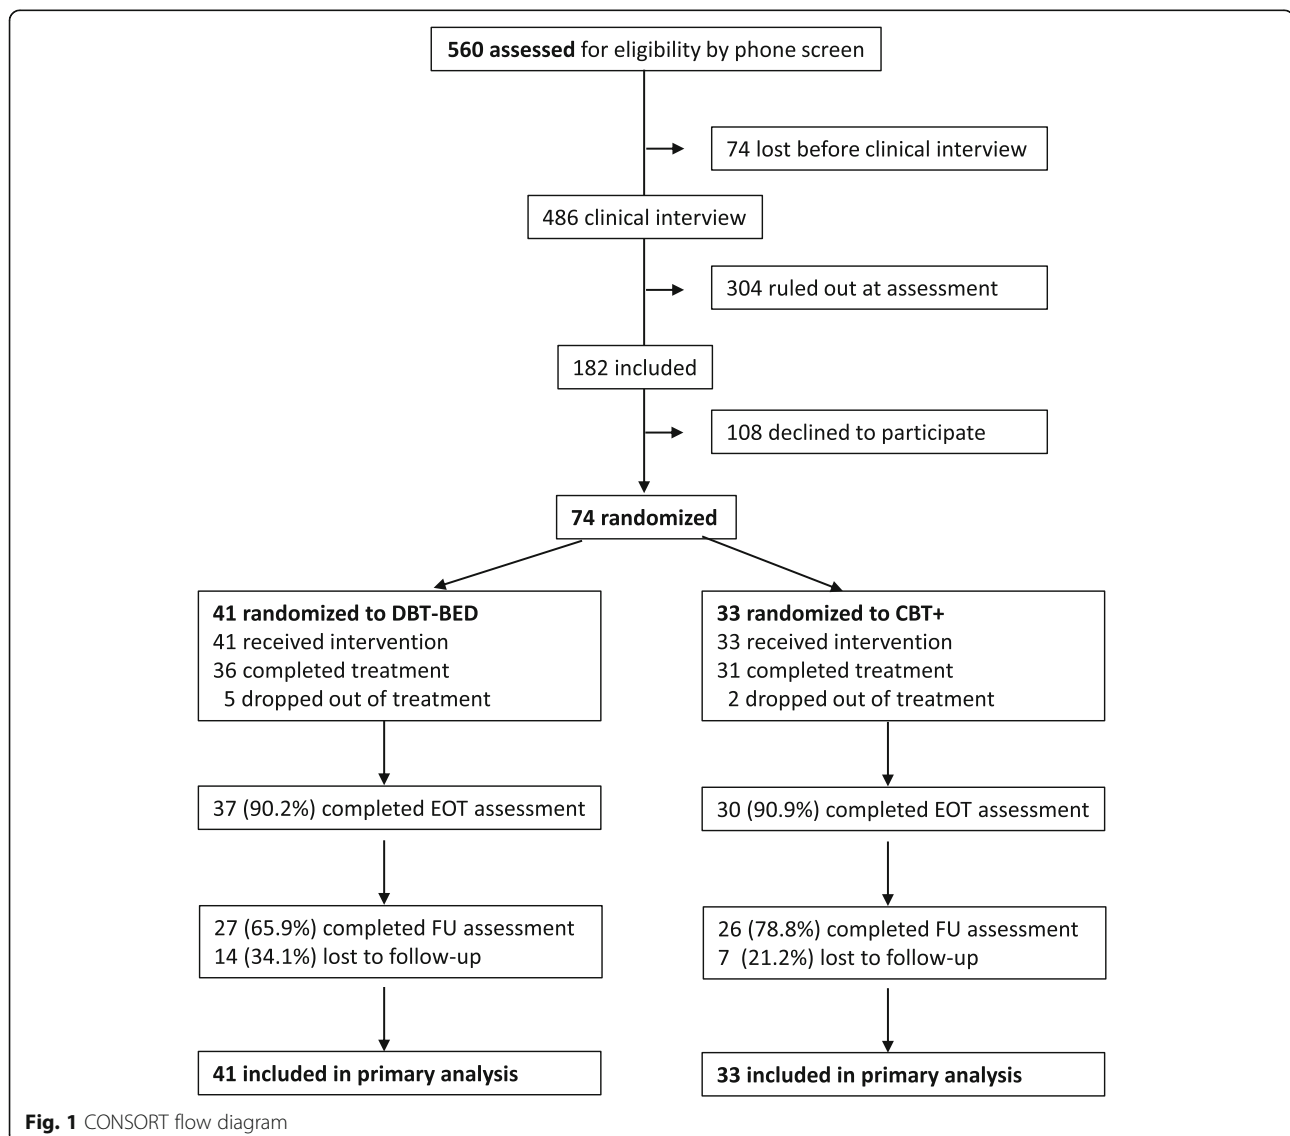 560 assessed for eligibility by phone screen
74 lost before clinical interview
486 clinical interview
304 ruled out at assessment
182 included
108 declined to participate
74 randomized
41 randomized to DBT-BED
41 received intervention
36 completed treatment
5 dropped out of treatment
33 randomized to CBT+
33 received intervention
31 completed treatment
2 dropped out of treatment
37 (90.2%) completed EOT assessment
30 (90.9%) completed EOT assessment
27 (65.9%) completed FU assessment
14 (34.1%) lost to follow-up
26 (78.8%) completed FU assessment
7 (21.2%) lost to follow-up
41 included in primary analysis
33 included in primary analysis
Fig. 1 CONSORT flow diagram